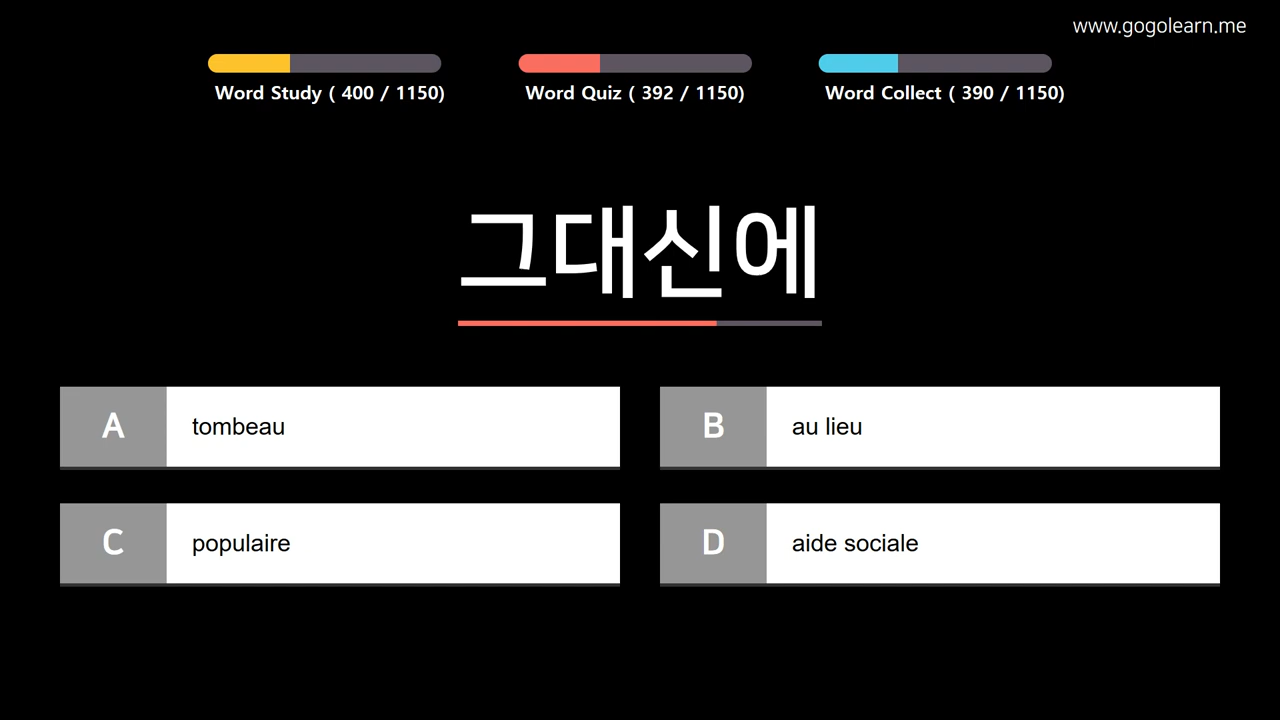 www.gogolearn.me
Word Study ( 400 / 1150)
Word Quiz ( 392 / 1150)
Word Collect ( 390 / 1150)
그대신에
A tombeau
B au lieu
C populaire
D aide sociale